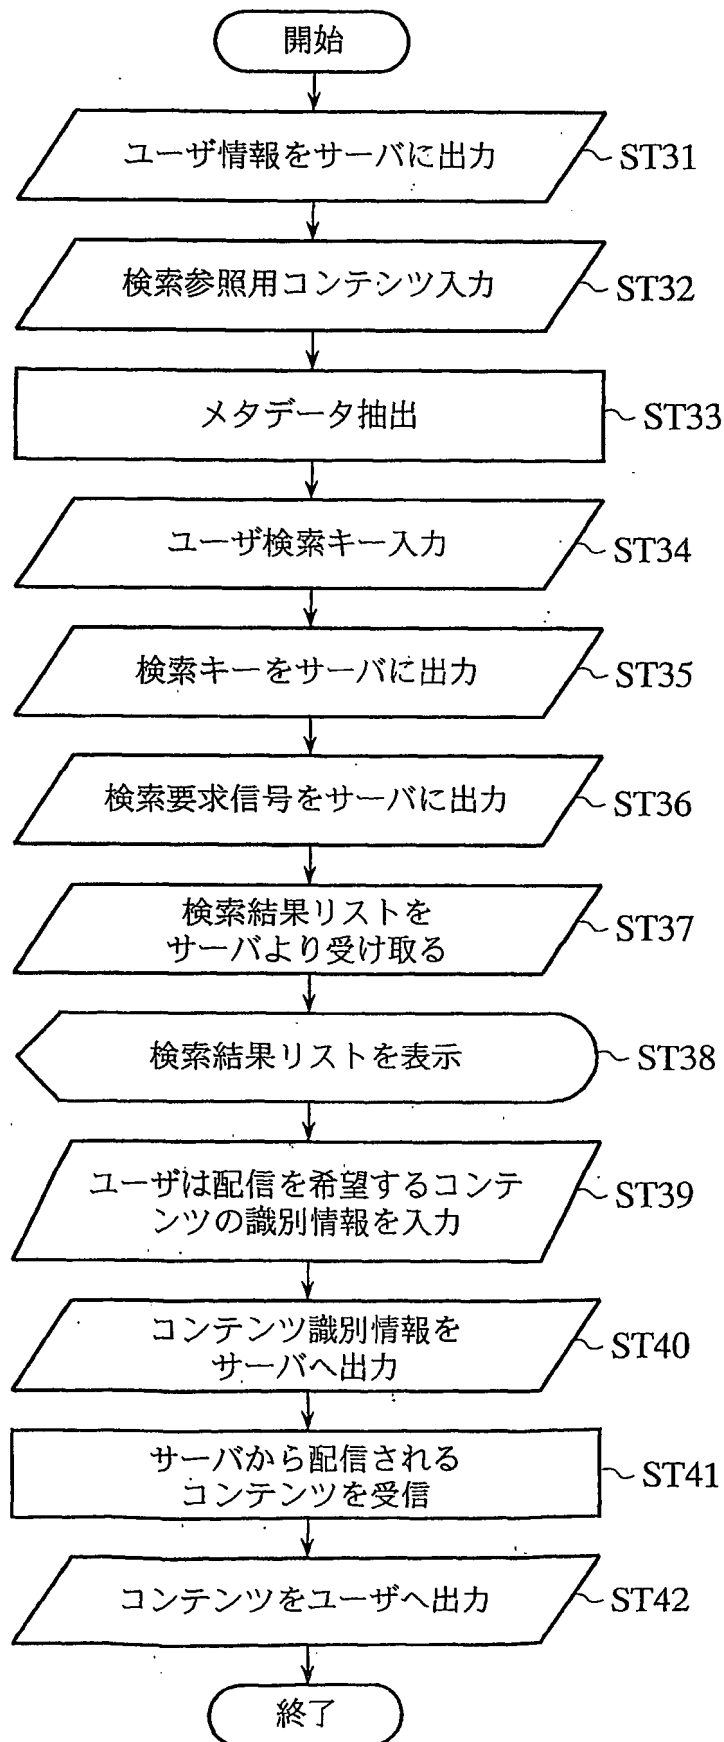 開始
ユーザ情報をサーバに出力
ST31
検索参照用コンテンツ入力
ST32
メタデータ抽出
ST33
ユーザ検索キー入力
ST34
検索キーをサーバに出力
ST35
検索要求信号をサーバに出力
ST36
検索結果リストを
サーバより受け取る
ST37
検索結果リストを表示
ST38
ユーザは配信を希望するコンテ
ンツの識別情報を入力
ST39
コンテンツ識別情報を
サーバへ出力
ST40
サーバから配信される
コンテンツを受信
ST41
コンテンツをユーザへ出力
ST42
終了